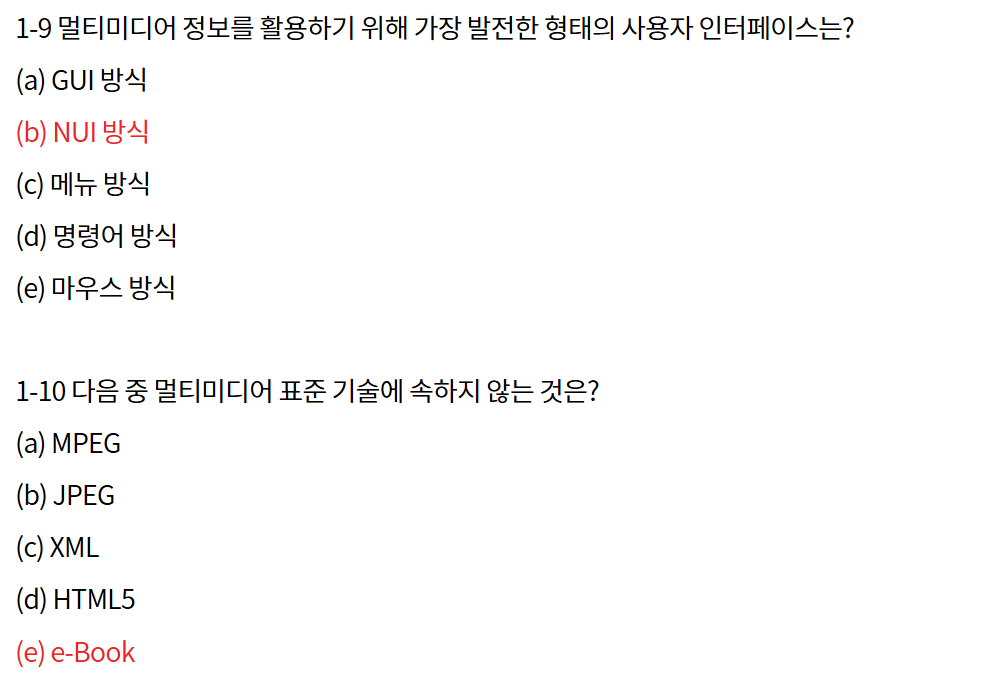 1-9 멀티미디어 정보를 활용하기 위해 가장 발전한 형태의 사용자 인터페이스는?
(a) GUI 방식
(b) NUI 방식
(c) 메뉴 방식
(d) 명령어 방식
(e) 마우스 방식
1-10 다음 중 멀티미디어 표준 기술에 속하지 않는 것은?
(a) MPEG
(b) JPEG
(c) XML
(d) HTML5
(e) e-Book